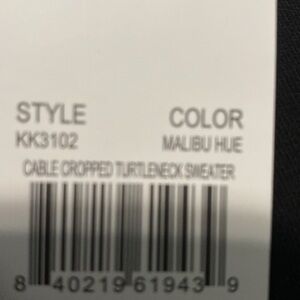 STYLE COLOR
KK3102 MALIBU HUE
CABLE CROPPED TURTLENECK SWEATER
8 40219 61943 9